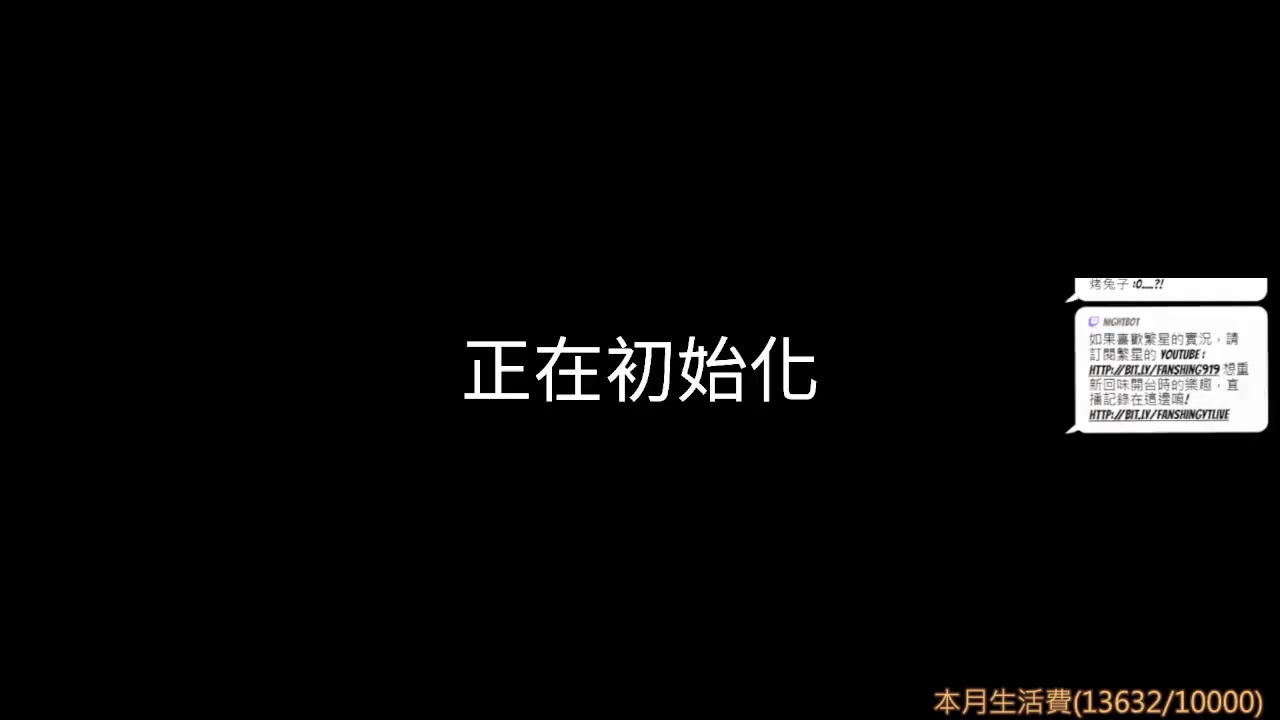 烤兔子 :0....?!
NIGHTBOT
如果喜歡繁星的實況，請
訂閱繁星的 YOUTUBE :
HTTP://BIT.LY/FANSHING919 想重
新回味開台時的樂趣，直
播記錄在這邊唷!
HTTP://BIT.LY/FANSHINGYTLIVE
正在初始化
本月生活費(13632/10000)